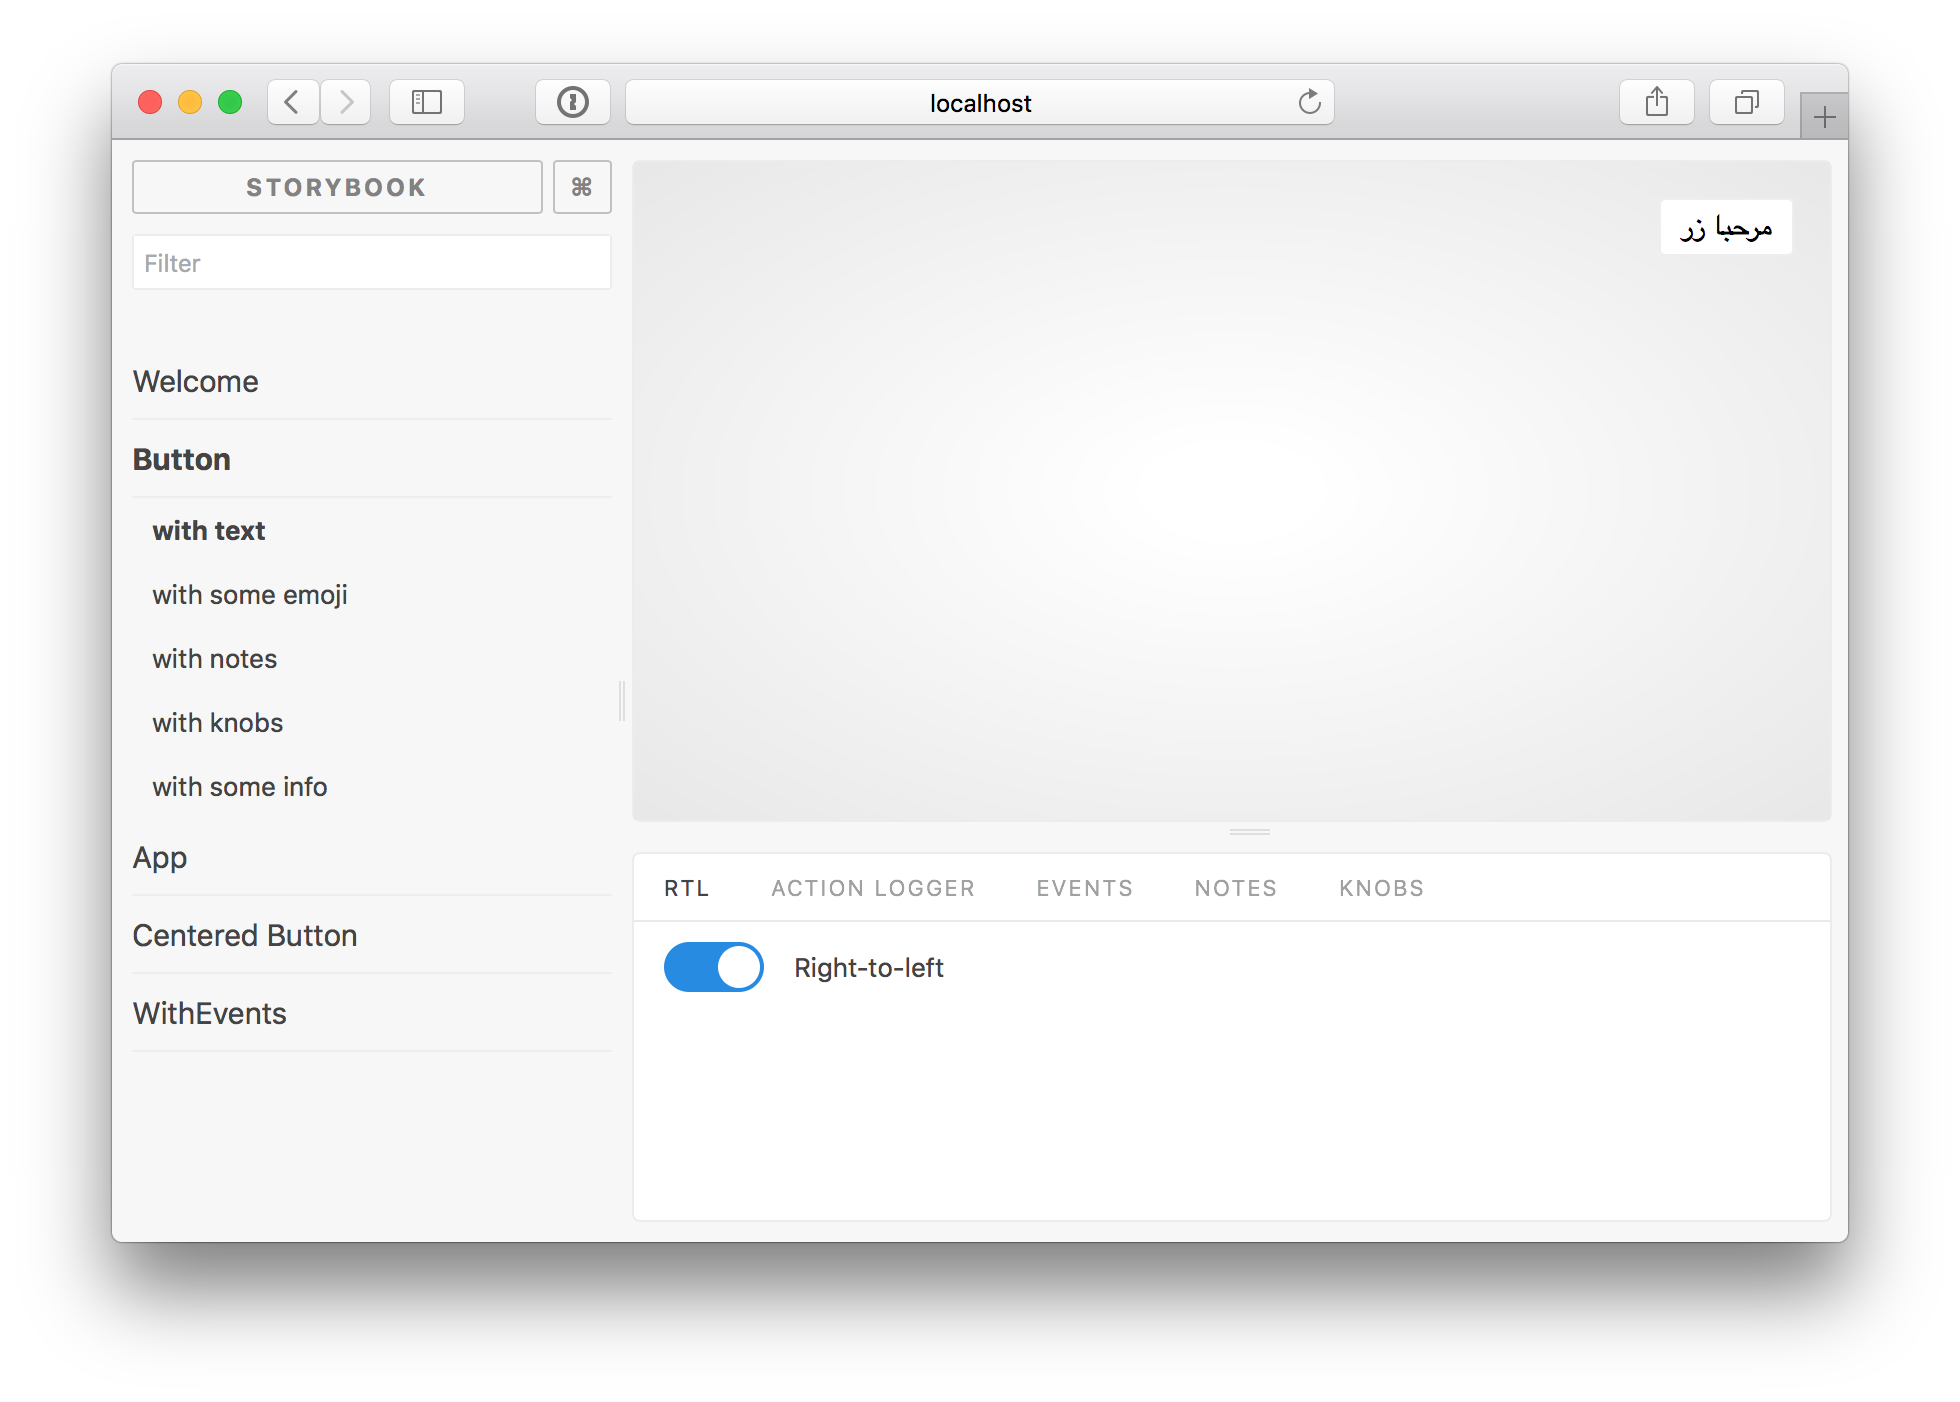 localhost
STORYBOOK
⌘
Filter
Welcome
Button
with text
with some emoji
with notes
with knobs
with some info
App
Centered Button
WithEvents
مرحبا زر
RTL ACTION LOGGER EVENTS NOTES KNOBS
Right-to-left